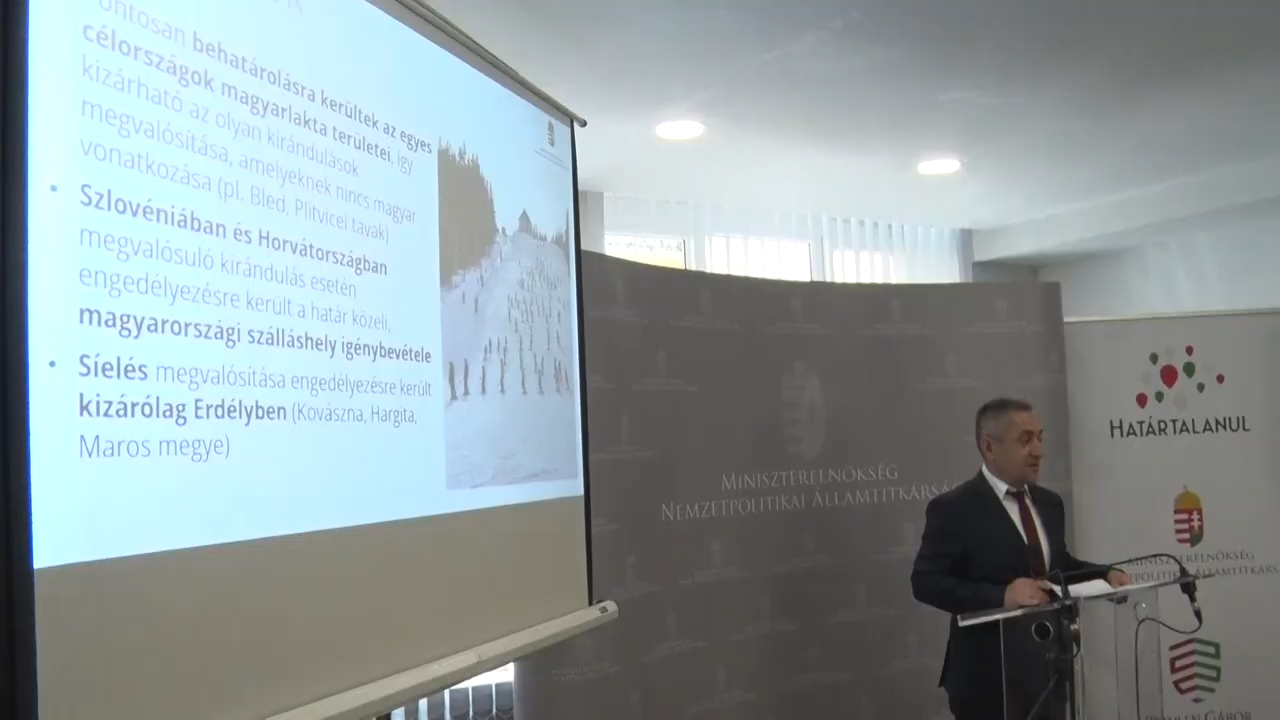 behatárolásra kerültek az egyes
célországok magyarlakta területei, így
kizárható az olyan kirándulások
megvalósítása, amelyeknek nincs magyar
vonatkozása (pl. Bled, Plitvicei tavak)
• Szlovéniában és Horvátországban
megvalósuló kirándulás esetén
engedélyezésre került a határ közeli,
magyarországi szálláshely igénybevétele
• Síelés megvalósítása engedélyezésre került
kizárólag Erdélyben (Kovászna, Hargita,
Maros megye)
MINISZTERELNÖKSÉG
NEMZETPOLITIKAI ÁLLAMTITKÁRSÁG
HATÁRTALANUL
MINISZTERELNÖKSÉG
GÁBOR